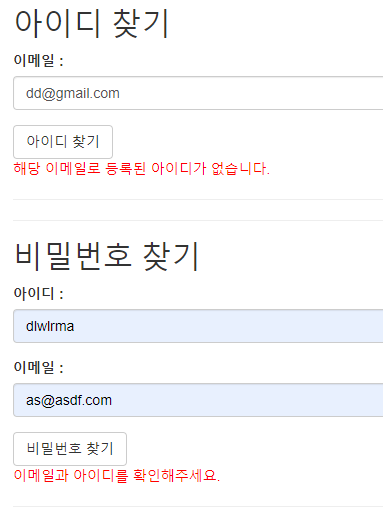 아이디 찾기
이메일 :
dd@gmail.com
아이디 찾기
해당 이메일로 등록된 아이디가 없습니다.
비밀번호 찾기
아이디 :
dlwlrma
이메일 :
as@asdf.com
비밀번호 찾기
이메일과 아이디를 확인해주세요.